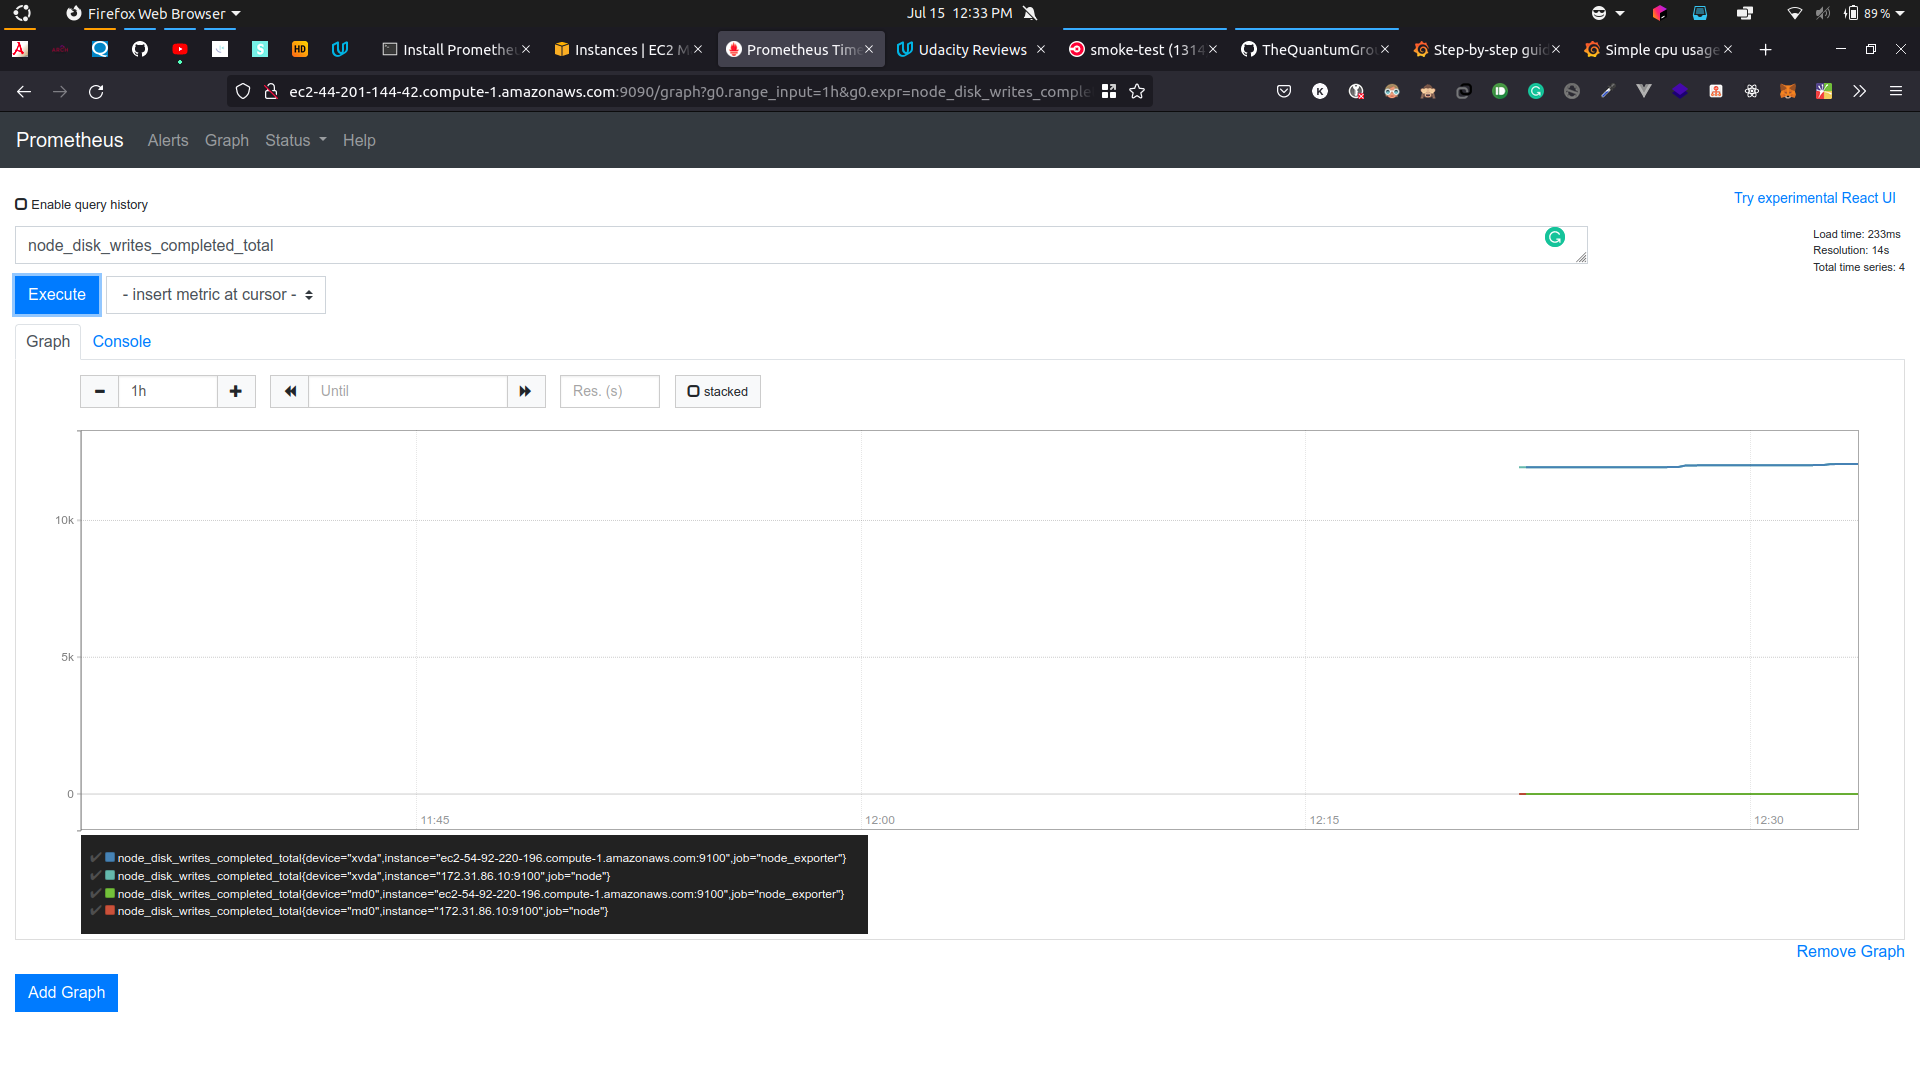 Firefox Web Browser
Jul 15 12:33 PM
89 %
Install Promethe
Instances | EC2 M
Prometheus Time
Udacity Reviews
smoke-test (1314
TheQuantumGro
Step-by-step guid
Simple cpu usage
ec2-44-201-144-42.compute-1.amazonaws.com:9090/graph?g0.range_input=1h&g0.expr=node_disk_writes_comple
Prometheus
Alerts
Graph
Status
Help
Enable query history
Try experimental React UI
node_disk_writes_completed_total
Load time: 233ms
Resolution: 14s
Total time series: 4
Execute
- insert metric at cursor -
Graph
Console
1h
Until
Res. (s)
stacked
10k
5k
0
11:45
12:00
12:15
12:30
node_disk_writes_completed_total{device="xvda",instance="ec2-54-92-220-196.compute-1.amazonaws.com:9100",job="node_exporter"}
node_disk_writes_completed_total{device="xvda",instance="172.31.86.10:9100",job="node"}
node_disk_writes_completed_total{device="md0",instance="ec2-54-92-220-196.compute-1.amazonaws.com:9100",job="node_exporter"}
node_disk_writes_completed_total{device="md0",instance="172.31.86.10:9100",job="node"}
Remove Graph
Add Graph